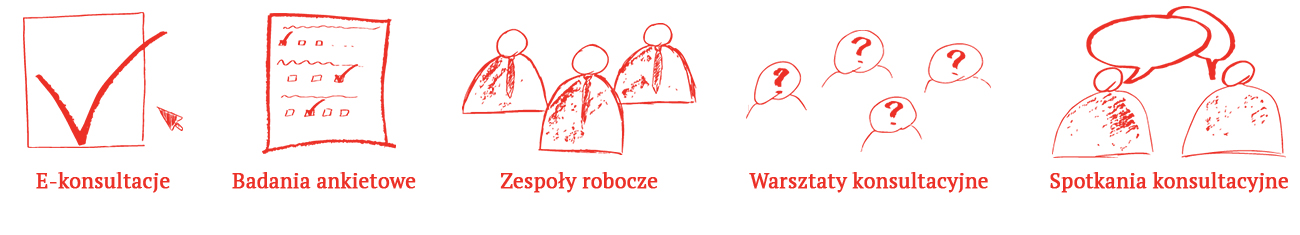 E-konsultacje
Badania ankietowe
Zespoły robocze
Warsztaty konsultacyjne
Spotkania konsultacyjne